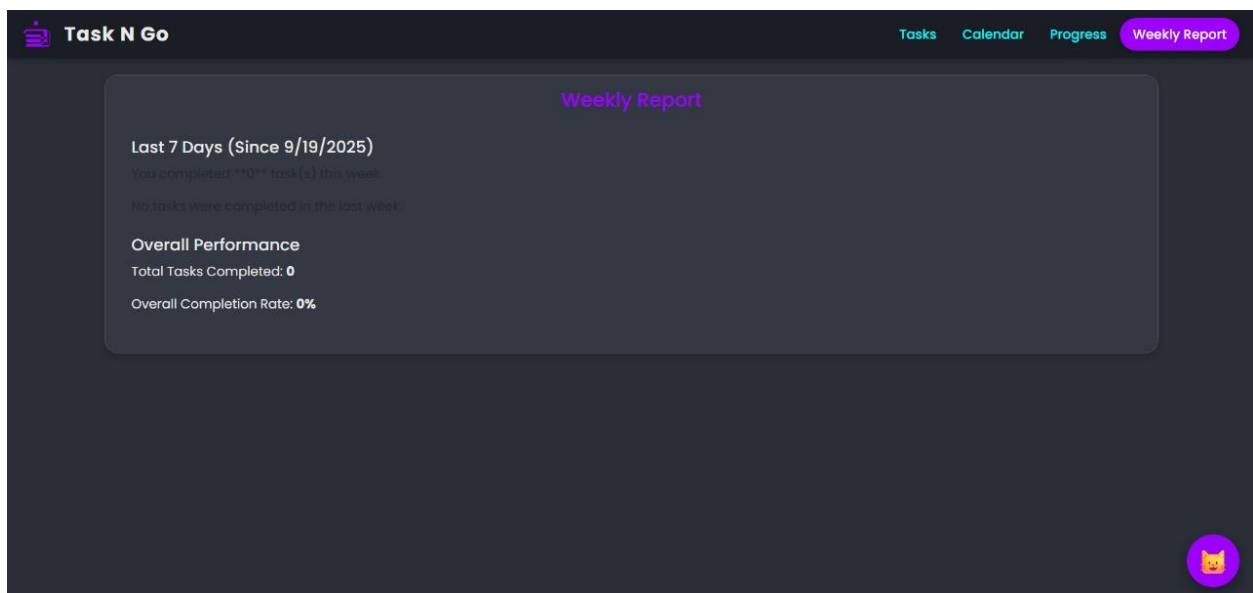 Task N Go
Tasks
Calendar
Progress
Weekly Report
Weekly Report
Last 7 Days (Since 9/19/2025)
You completed **0** task(s) this week.
No tasks were completed in the last week.
Overall Performance
Total Tasks Completed: 0
Overall Completion Rate: 0%